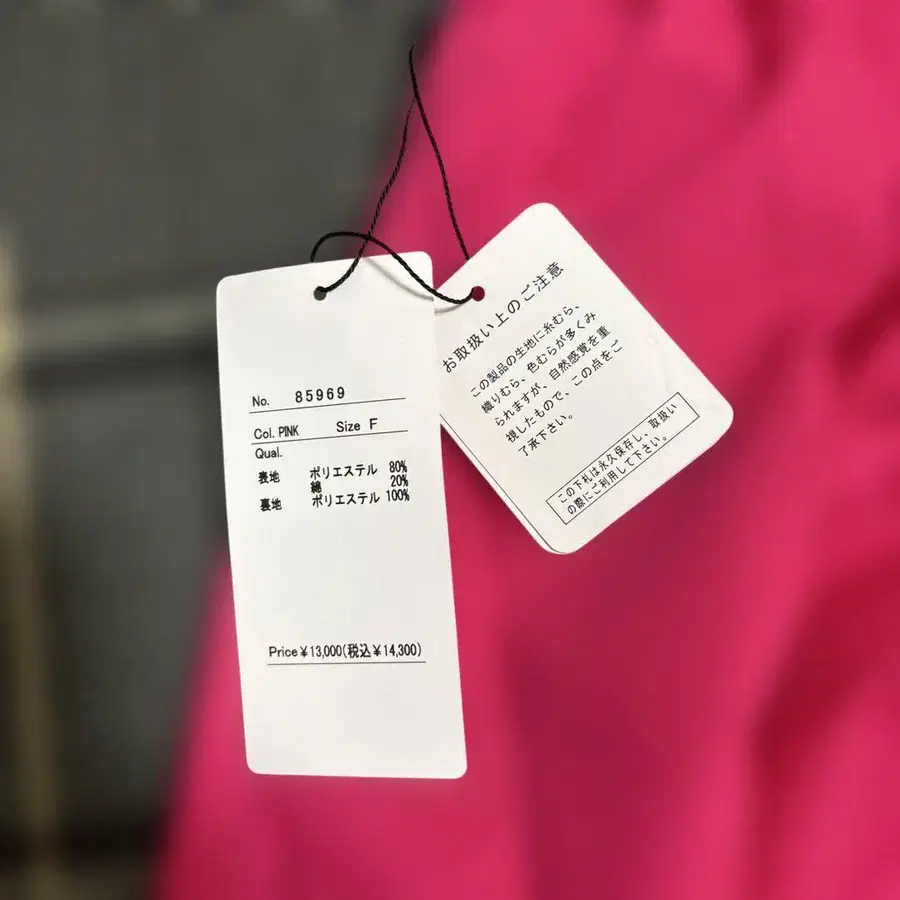 No. 85969
Col. PINK Size F
Qual.
表地 ポリエステル 80%
綿 20%
裏地 ポリエステル 100%
Price¥13,000(税込¥14,300)
お取扱い上のご注意
この製品の生地に糸むら、
織りむら、色むらが多くみ
られますが、自然感覚を重
視したもので、この点をご
了承下さい。
この下札は永久保存し、取扱い
の際にご利用して下さい。